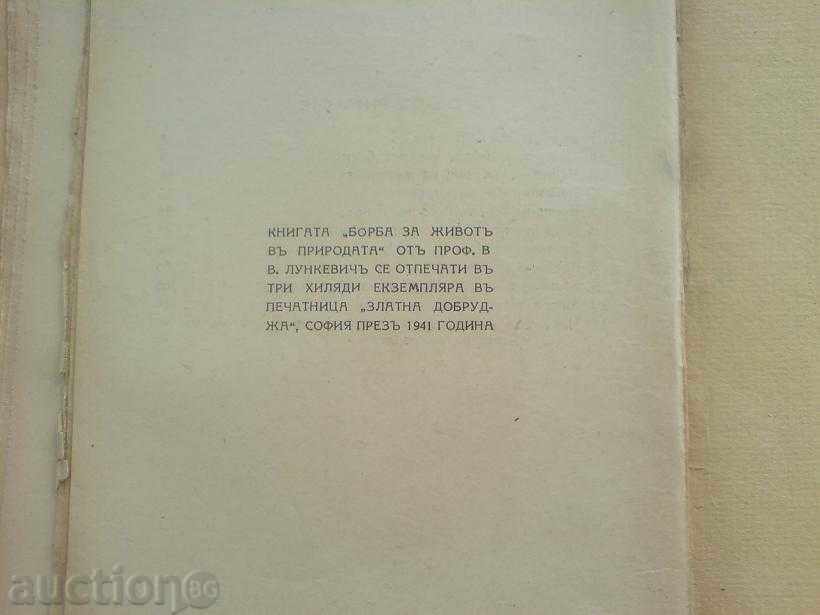 КНИГАТА „БОРБА ЗА ЖИВОТЪ
ВЪ ПРИРОДАТА“ ОТЪ ПРОФ. В
В. ЛУНКЕВИЧЪ СЕ ОТПЕЧАТИ ВЪ
ТРИ ХИЛЯДИ ЕКЗЕМПЛЯРА ВЪ
ПЕЧАТНИЦА „ЗЛАТНА ДОБРУД-
ЖА“, СОФИЯ ПРЕЗЪ 1941 ГОДИНА
auction BG